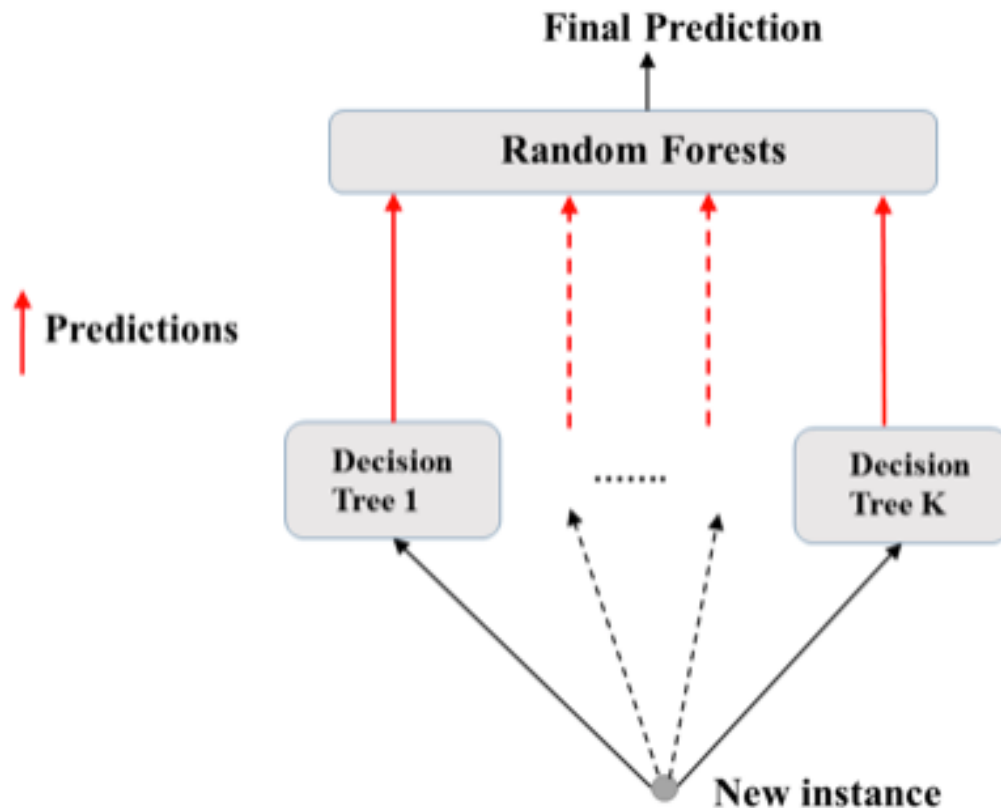 Final Prediction
Random Forests
Predictions
Decision
Tree 1
.......
Decision
Tree K
New instance